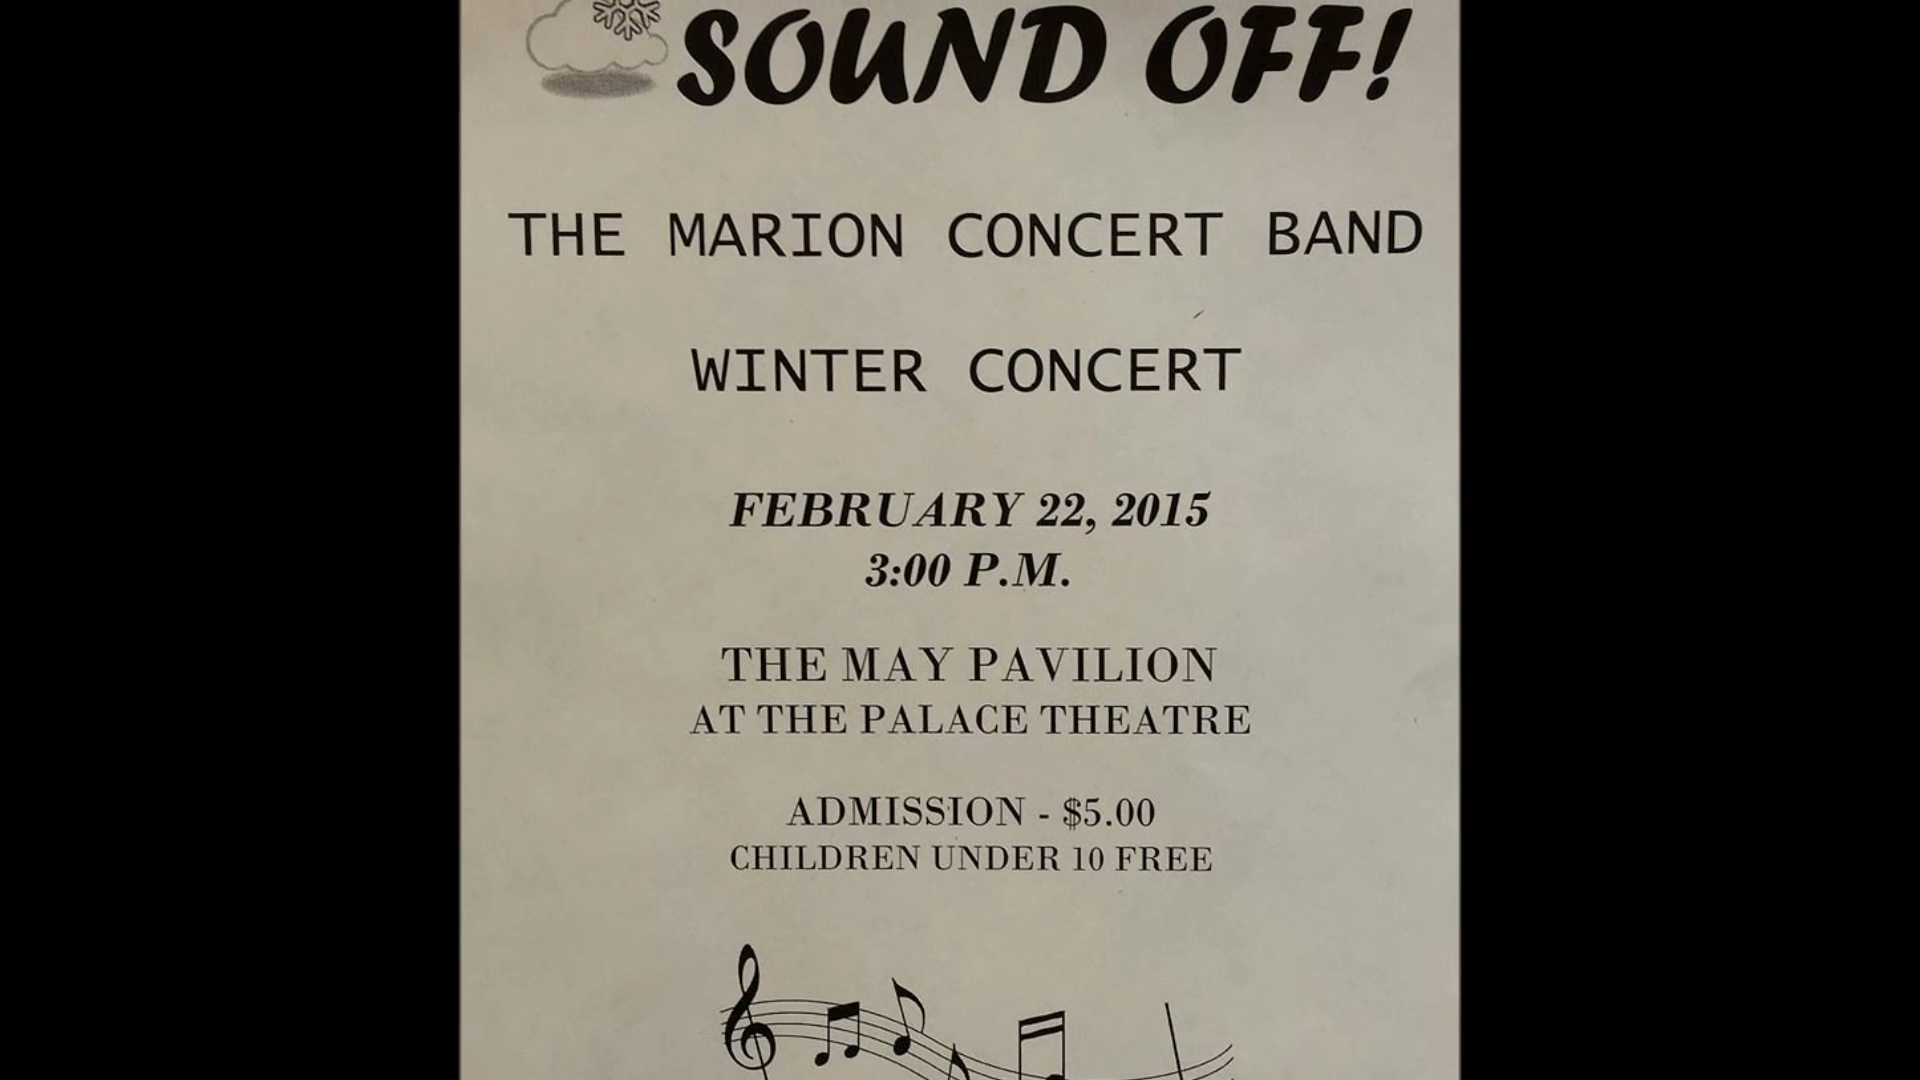 SOUND OFF!
THE MARION CONCERT BAND
WINTER CONCERT
FEBRUARY 22, 2015
3:00 P.M.
THE MAY PAVILION
AT THE PALACE THEATRE
ADMISSION - $5.00
CHILDREN UNDER 10 FREE